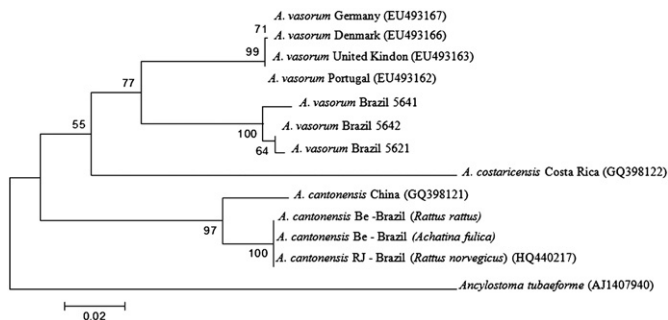 A. vasorum Germany (EU493167)
71
A. vasorum Denmark (EU493166)
99
A. vasorum United Kindon (EU493163)
77
A. vasorum Portugal (EU493162)
A. vasorum Brazil 5641
A. vasorum Brazil 5642
100
55
64
A. vasorum Brazil 5621
A. costaricensis Costa Rica (GQ398122)
A. cantonensis China (GQ398121)
A. cantonensis Be -Brazil (Rattus rattus)
97
A. cantonensis Be - Brazil (Achatina fulica)
100
A. cantonensis RJ - Brazil (Rattus norvegicus) (HQ440217)
Ancylostoma tubaeforme (AJ1407940)
0.02